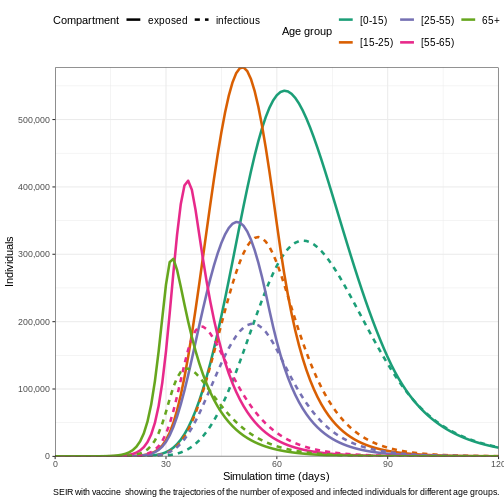 Compartment exposed infectious Age group [0-15) [25-55) 65+
[15-25) [55-65)
500,000
400,000
300,000
200,000
100,000
0
Individuals
0 30 60 90 120
Simulation time (days)
SEIR with vaccine showing the trajectories of the number of exposed and infected individuals for different age groups.